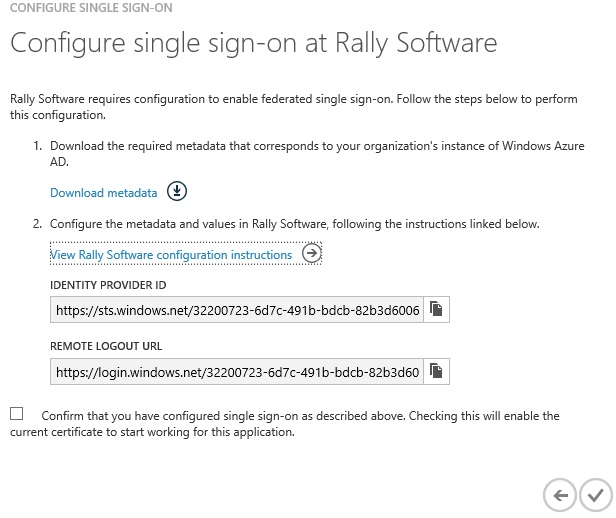 CONFIGURE SINGLE SIGN-ON
Configure single sign-on at Rally Software
Rally Software requires configuration to enable federated single sign-on. Follow the steps below to perform
this configuration.
1. Download the required metadata that corresponds to your organization's instance of Windows Azure
AD.
Download metadata
2. Configure the metadata and values in Rally Software, following the instructions linked below.
View Rally Software configuration instructions
IDENTITY PROVIDER ID
https://sts.windows.net/32200723-6d7c-491b-bdcb-82b3d6006
REMOTE LOGOUT URL
https://login.windows.net/32200723-6d7c-491b-bdcb-82b3d60
Confirm that you have configured single sign-on as described above. Checking this will enable the
current certificate to start working for this application.